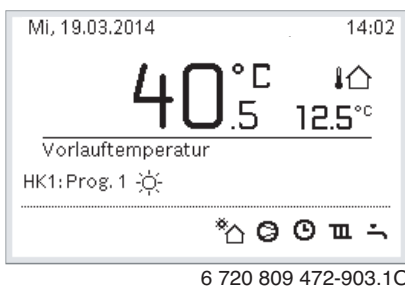 Mi, 19.03.2014 14:02
40.5°C 12.5°C
Vorlauftemperatur
HK1: Prog. 1
6 720 809 472-903.1O